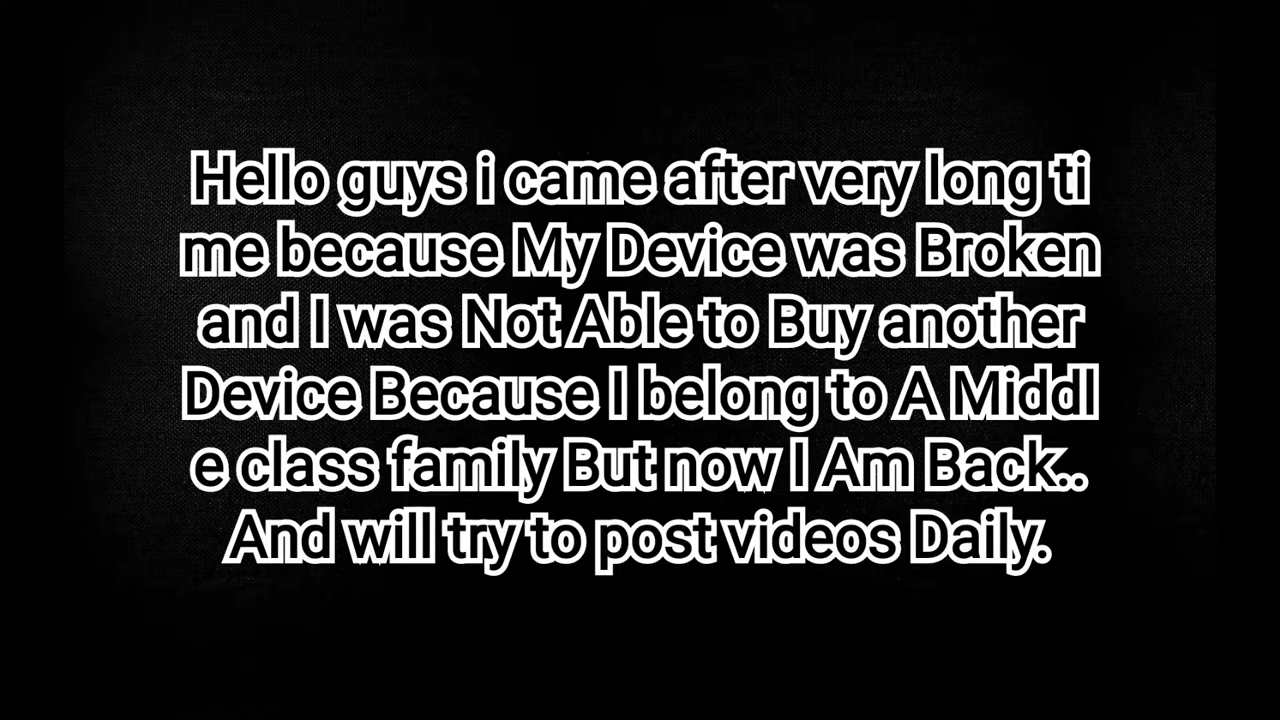 Hello guys i came after very long ti
me because My Device was Broken
and I was Not Able to Buy another
Device Because I belong to A Middl
e class family But now I Am Back..
And will try to post videos Daily.